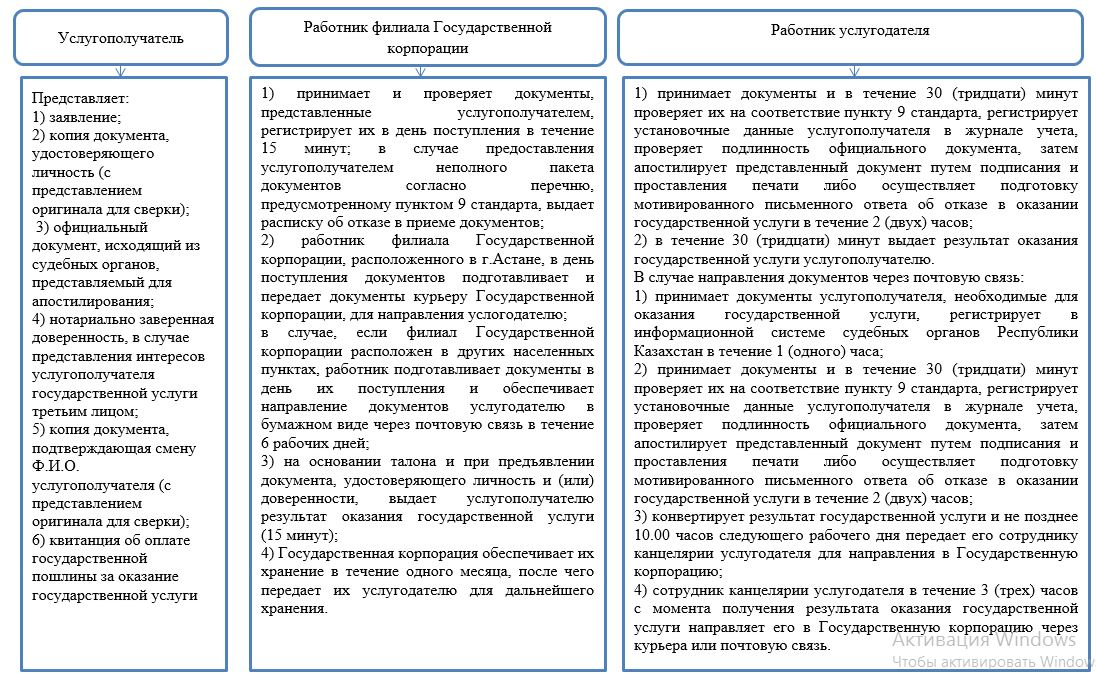 Услугополучатель
Представляет:
1) заявление;
2) копия документа,
удостоверяющего
личность (с
представлением
оригинала для сверки);
3) официальный
документ, исходящий из
судебных органов,
представляемый для
апостилирования;
4) нотариально заверенная
доверенность, в случае
представления интересов
услугополучателя
государственной услуги
третьим лицом;
5) копия документа,
подтверждающая смену
Ф.И.О.
услугополучателя (с
представлением
оригинала для сверки);
6) квитанция об оплате
государственной
пошлины за оказание
государственной услуги
Работник филиала Государственной
корпорации
1) принимает и проверяет документы,
представленные услугополучателем,
регистрирует их в день поступления в течение
15 минут; в случае предоставления
услугополучателем неполного пакета
документов согласно перечню,
предусмотренному пунктом 9 стандарта, выдает
расписку об отказе в приеме документов;
2) работник филиала Государственной
корпорации, расположенного в г.Астане, в день
поступления документов подготавливает и
передает документы курьеру Государственной
корпорации, для направления услогодателю;
в случае, если филиал Государственной
корпорации расположен в других населенных
пунктах, работник подготавливает документы в
день их поступления и обеспечивает
направление документов услугодателю в
бумажном виде через почтовую связь в течение
6 рабочих дней;
3) на основании талона и при предъявлении
документа, удостоверяющего личность и (или)
доверенности, выдает услугополучателю
результат оказания государственной услуги
(15 минут);
4) Государственная корпорация обеспечивает их
хранение в течение одного месяца, после чего
передает их услугодателю для дальнейшего
хранения.
Работник услугодателя
1) принимает документы и в течение 30 (тридцати) минут
проверяет их на соответствие пункту 9 стандарта, регистрирует
установочные данные услугополучателя в журнале учета,
проверяет подлинность официального документа, затем
апостилирует представленный документ путем подписания и
проставления печати либо осуществляет подготовку
мотивированного письменного ответа об отказе в оказании
государственной услуги в течение 2 (двух) часов;
2) в течение 30 (тридцати) минут выдает результат оказания
государственной услуги услугополучателю.
В случае направления документов через почтовую связь:
1) принимает документы услугополучателя, необходимые для
оказания государственной услуги, регистрирует в
информационной системе судебных органов Республики
Казахстан в течение 1 (одного) часа;
2) принимает документы и в течение 30 (тридцати) минут
проверяет их на соответствие пункту 9 стандарта, регистрирует
установочные данные услугополучателя в журнале учета,
проверяет подлинность официального документа, затем
апостилирует представленный документ путем подписания и
проставления печати либо осуществляет подготовку
мотивированного письменного ответа об отказе в оказании
государственной услуги в течение 2 (двух) часов;
3) конвертирует результат государственной услуги и не позднее
10.00 часов следующего рабочего дня передает его сотруднику
канцелярии услугодателя для направления в Государственную
корпорацию;
4) сотрудник канцелярии услугодателя в течение 3 (трех) часов
с момента получения результата оказания государственной
услуги направляет его в Государственную корпорацию через
курьера или почтовую связь.
Активация Windows
Чтобы активировать Window